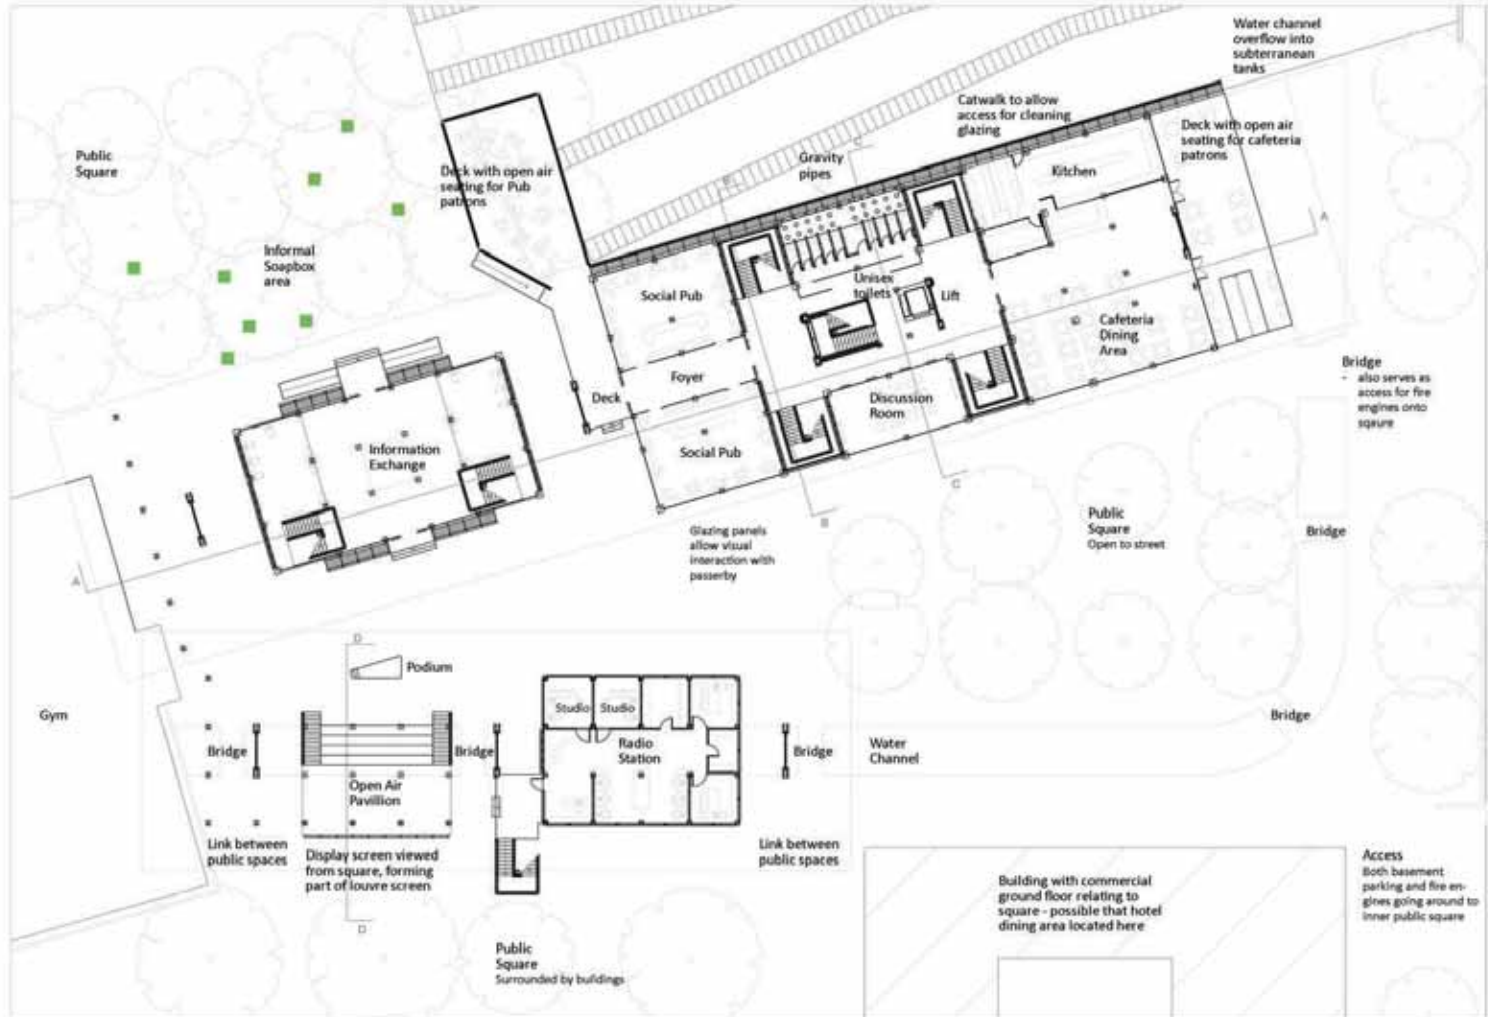 Water channel
overflow into
subterranean
tanks
Catwalk to allow
access for cleaning
glazing
Deck with open air
seating for cafeteria
patrons
Public
Square
Deck with open air
seating for Pub
patrons
Gravity
pipes
Kitchen
C
B
A
Informal
Soapbox
area
Social Pub
Unisex
toilets
Lift
Cafeteria
Dining
Area
Foyer
Deck
Discussion
Room
Bridge
- also serves as
access for fire
engines onto
sqaure
Information
Exchange
Social Pub
C
B
Public
Square
Open to street
Bridge
Glazing panels
allow visual
interaction with
passerby
A
D
Podium
Gym
Studio
Studio
Bridge
Bridge
Radio
Station
Bridge
Water
Channel
Bridge
Open Air
Pavillion
Link between
public spaces
Display screen viewed
from square, forming
part of louvre screen
Link between
public spaces
Building with commercial
ground floor relating to
square - possible that hotel
dining area located here
Access
Both basement
parking and fire en-
gines going around to
inner public square
D
Public
Square
Surrounded by buildings